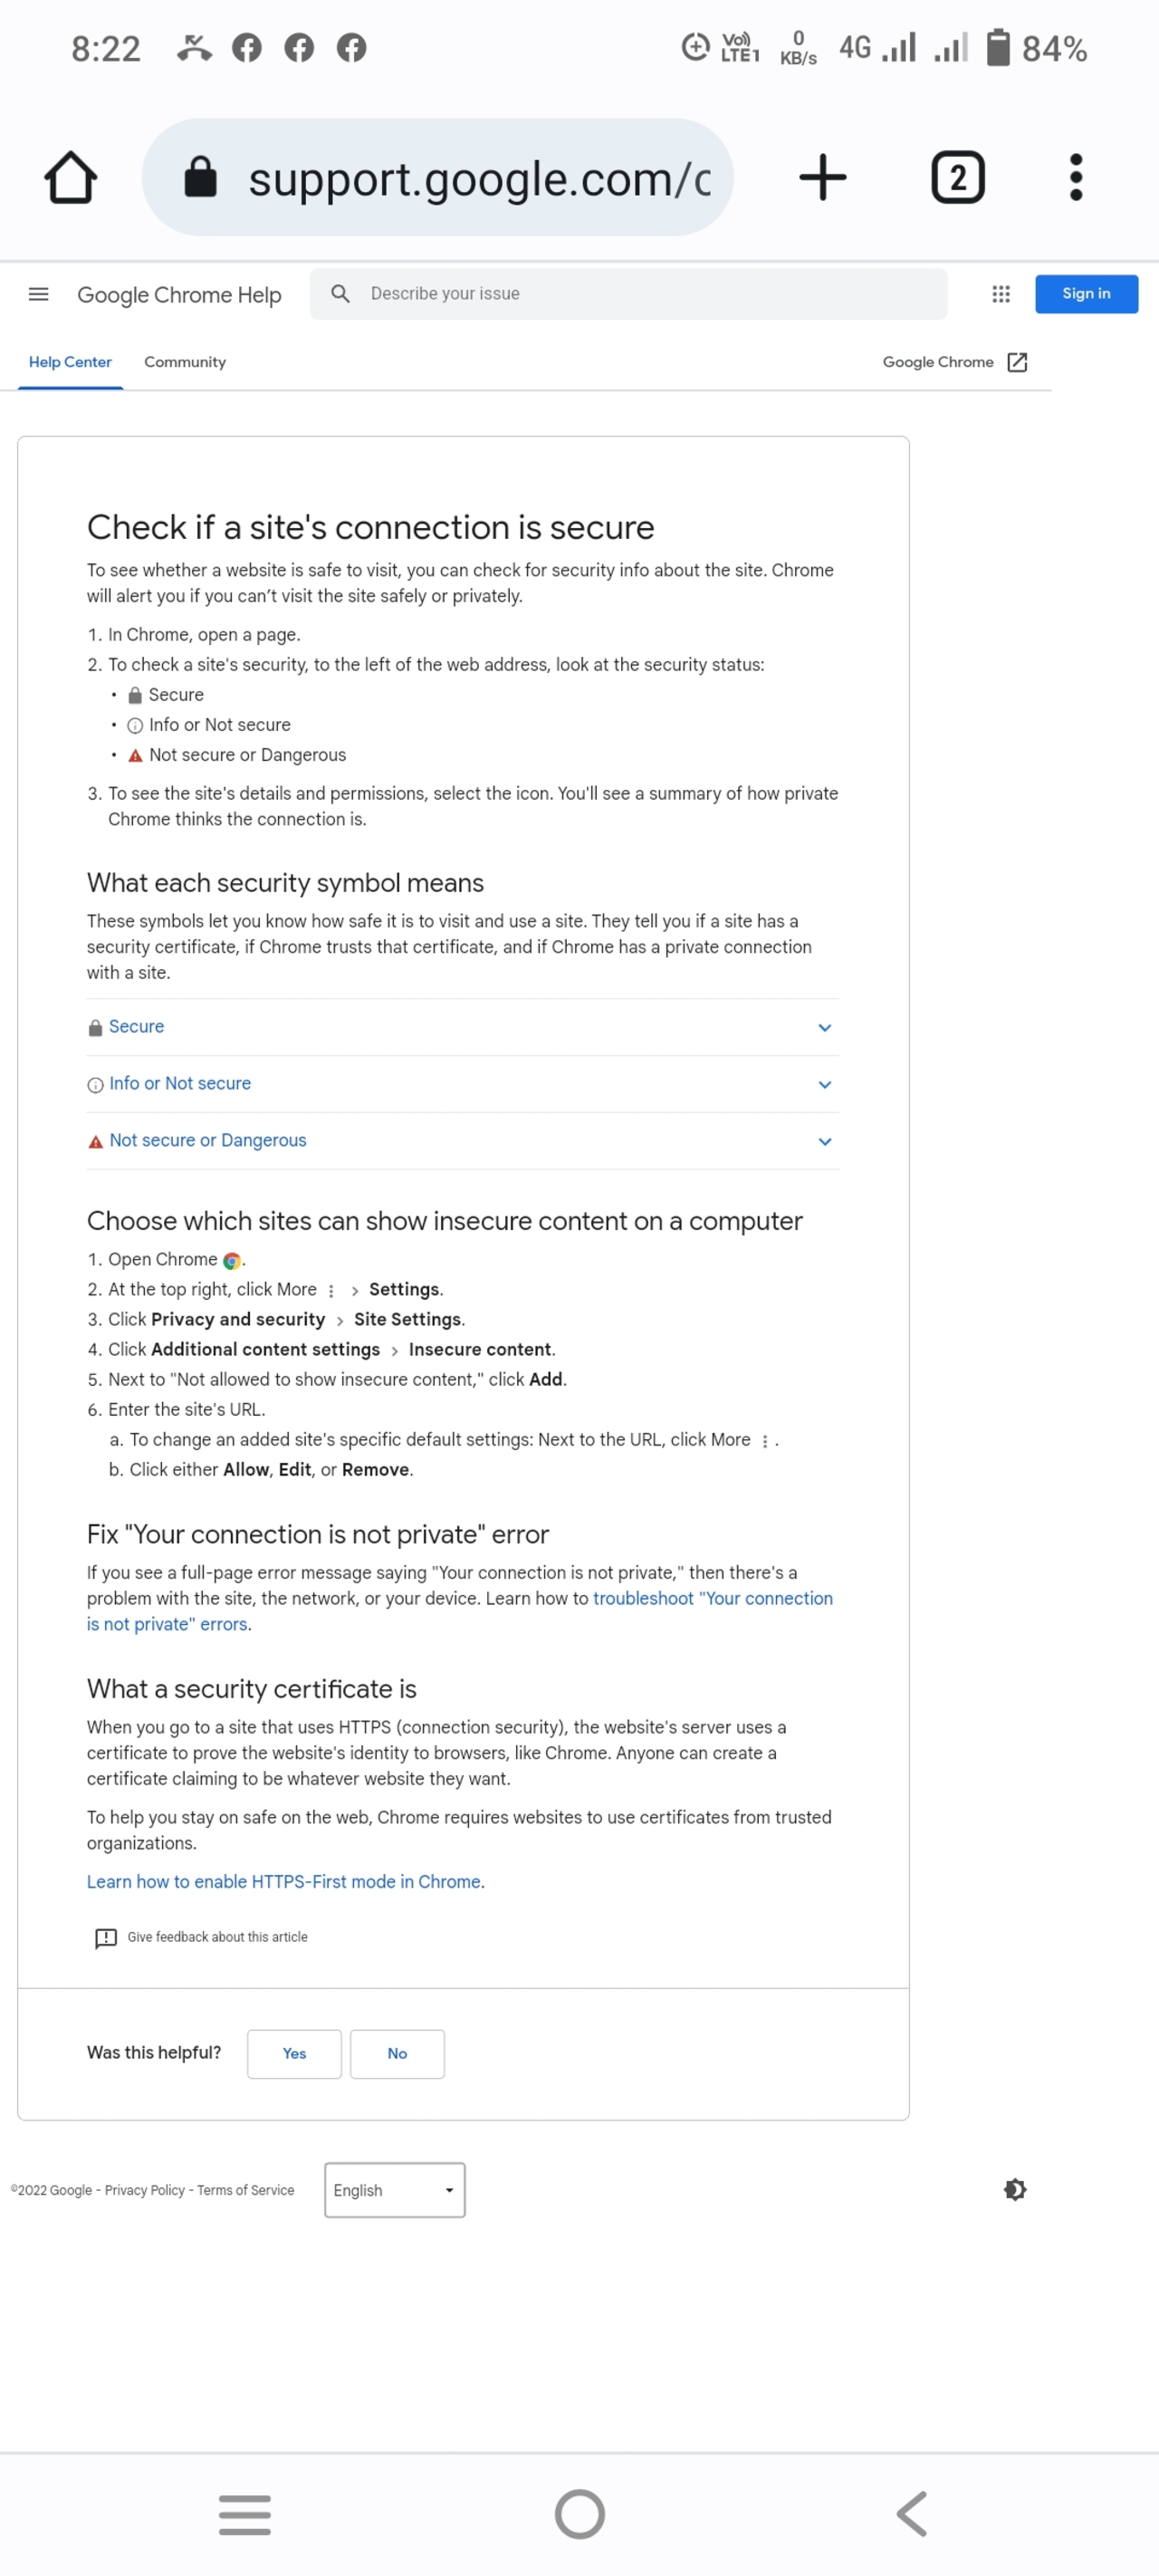 8:22
Vo)) LTE1
0 KB/s
4G
84%
support.google.com/c
2
Google Chrome Help
Describe your issue
Sign in
Help Center
Community
Google Chrome
Check if a site's connection is secure
To see whether a website is safe to visit, you can check for security info about the site. Chrome
will alert you if you can’t visit the site safely or privately.
1. In Chrome, open a page.
2. To check a site's security, to the left of the web address, look at the security status:
• Secure
• Info or Not secure
• Not secure or Dangerous
3. To see the site's details and permissions, select the icon. You'll see a summary of how private
Chrome thinks the connection is.
What each security symbol means
These symbols let you know how safe it is to visit and use a site. They tell you if a site has a
security certificate, if Chrome trusts that certificate, and if Chrome has a private connection
with a site.
Secure
Info or Not secure
Not secure or Dangerous
Choose which sites can show insecure content on a computer
1. Open Chrome .
2. At the top right, click More > Settings.
3. Click Privacy and security > Site Settings.
4. Click Additional content settings > Insecure content.
5. Next to "Not allowed to show insecure content," click Add.
6. Enter the site's URL.
a. To change an added site's specific default settings: Next to the URL, click More .
b. Click either Allow, Edit, or Remove.
Fix "Your connection is not private" error
If you see a full-page error message saying "Your connection is not private," then there's a
problem with the site, the network, or your device. Learn how to troubleshoot "Your connection
is not private" errors.
What a security certificate is
When you go to a site that uses HTTPS (connection security), the website's server uses a
certificate to prove the website's identity to browsers, like Chrome. Anyone can create a
certificate claiming to be whatever website they want.
To help you stay on safe on the web, Chrome requires websites to use certificates from trusted
organizations.
Learn how to enable HTTPS-First mode in Chrome.
Give feedback about this article
Was this helpful?
Yes
No
©2022 Google - Privacy Policy - Terms of Service
English